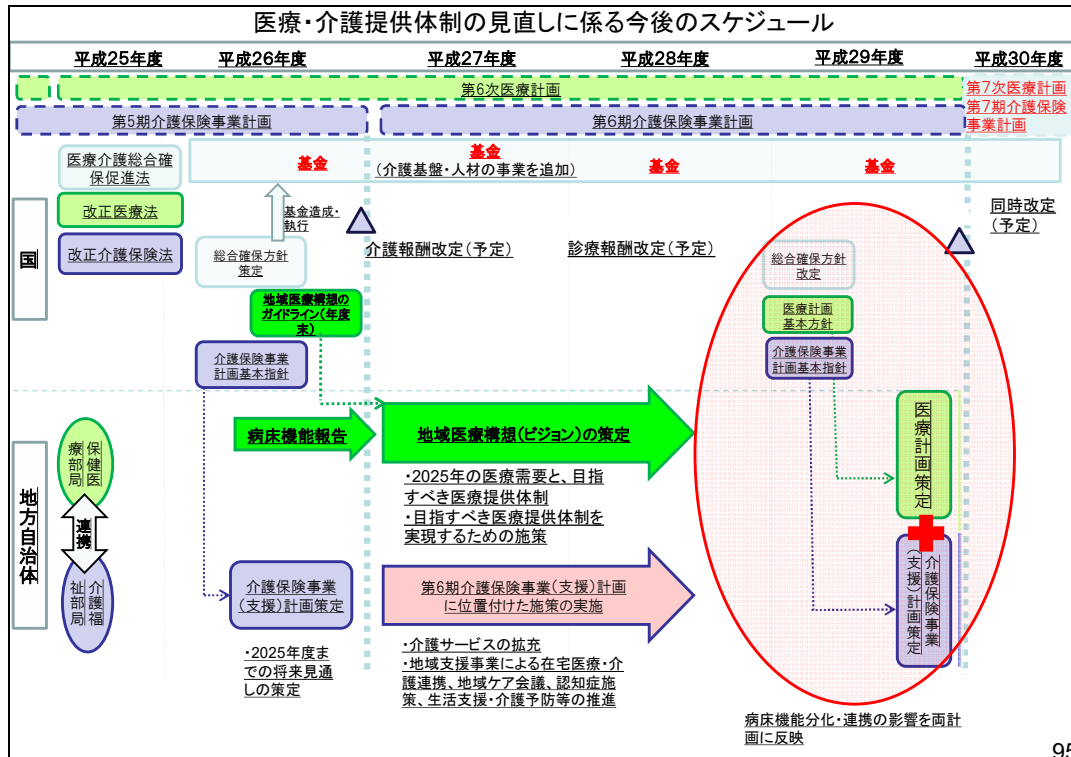 医療・介護提供体制の見直しに係る今後のスケジュール
平成25年度
平成26年度
平成27年度
平成28年度
平成29年度
平成30年度
第6次医療計画
第7次医療計画
第7期介護保険
事業計画
第5期介護保険事業計画
第6期介護保険事業計画
医療介護総合確
保促進法
基金
基金
(介護基盤・人材の事業を追加)
基金
基金
国
改正医療法
改正介護保険法
基金造成・
執行
総合確保方針
策定
介護報酬改定(予定)
診療報酬改定(予定)
同時改定
(予定)
総合確保方針
改定
地域医療構想の
ガイドライン(年度
末)
医療計画
基本方針
介護保険事業
計画基本指針
介護保険事業
計画基本指針
地方自治体
保健医
療部局
連携
介護福
祉部局
病床機能報告
地域医療構想(ビジョン)の策定
・2025年の医療需要と、目指
すべき医療提供体制
・目指すべき医療提供体制を
実現するための施策
医療計画策定
介護保険事業
(支援)計画策定
第6期介護保険事業(支援)計画
に位置付けた施策の実施
介護保険事業
(支援)計画策定
・2025年度ま
での将来見通
しの策定
・介護サービスの拡充
・地域支援事業による在宅医療・介
護連携、地域ケア会議、認知症施
策、生活支援・介護予防等の推進
病床機能分化・連携の影響を両計
画に反映
95